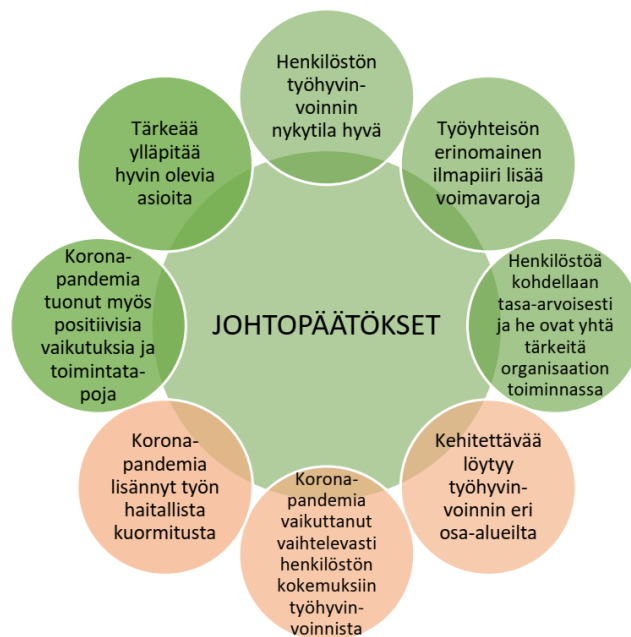 Henkilöstön
työhyvin-
voinnin
nykytila hyvä
Työyhteisön
erinomainen
ilmapiiri lisää
voimavaroja
Henkilöstöä
kohdellaan
tasa-arvoisesti
ja he ovat yhtä
tärkeitä
organisaation
toiminnassa
Kehitettävää
löytyy
työhyvin-
voinnin eri
osa-alueilta
Korona-
pandemia
vaikuttanut
vaihtelevasti
henkilöstön
kokemuksiin
työhyvin-
voinnista
Korona-
pandemia
lisännyt työn
haitallista
kuormitusta
Korona-
pandemia
tuonut myös
positiivisia
vaikutuksia ja
toimintata-
poja
Tärkeää
ylläpitää
hyvin olevia
asioita
JOHTOPÄÄTÖKSET